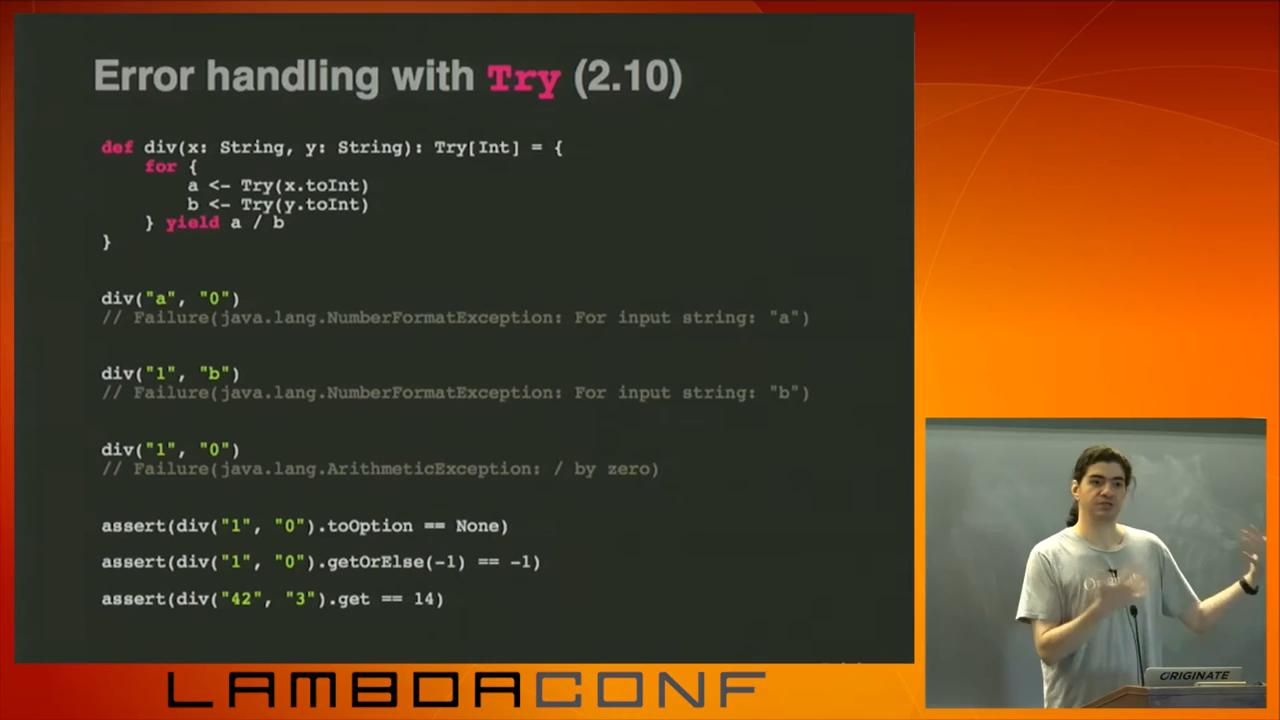 Error handling with Try (2.10)
def div(x: String, y: String): Try[Int] = {
for {
a <- Try(x.toInt)
b <- Try(y.toInt)
} yield a / b
}
div("a", "0")
// Failure(java.lang.NumberFormatException: For input string: "a")
div("1", "b")
// Failure(java.lang.NumberFormatException: For input string: "b")
div("1", "0")
// Failure(java.lang.ArithmeticException: / by zero)
assert(div("1", "0").toOption == None)
assert(div("1", "0").getOrElse(-1) == -1)
assert(div("42", "3").get == 14)
ORIGINATE
LAMBDACONF